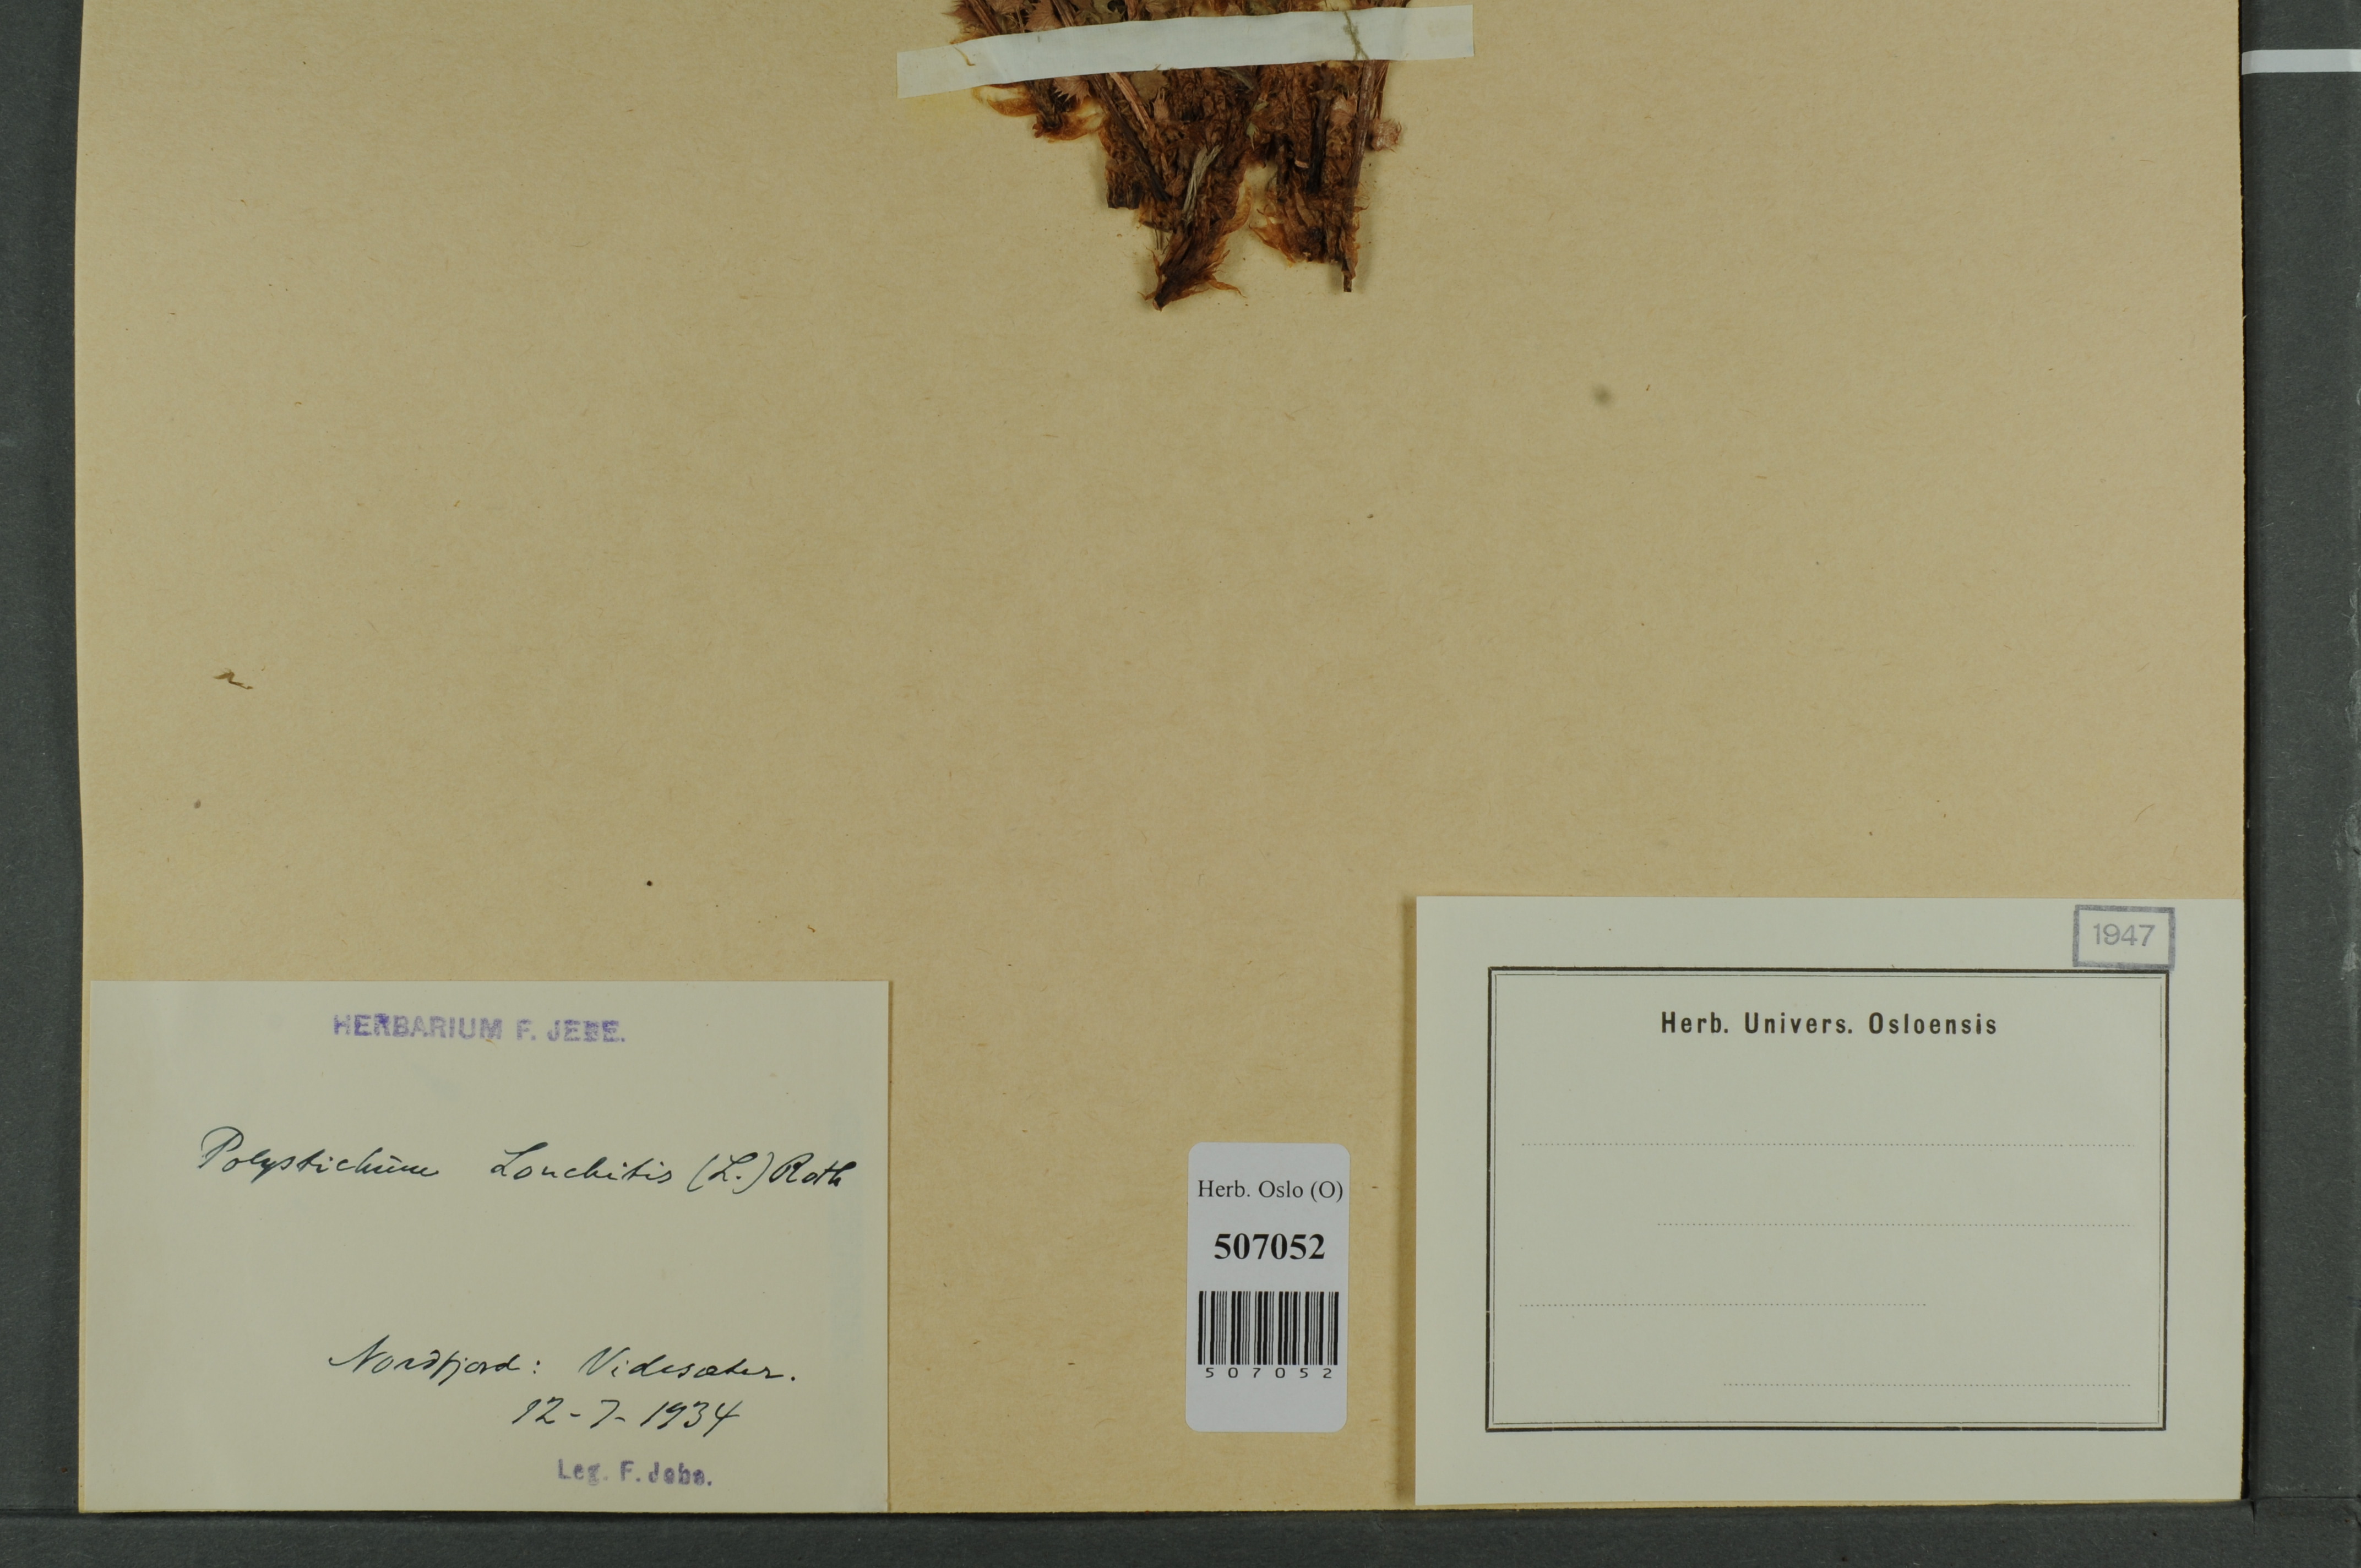 HERBARIUM F. JEBE.
Polystichum Lonchitis (L.) Roth
Nordfjord: Videsæter.
12-7-1934
Leg. F. Jebe.
Herb. Oslo (O)
507052
507052
1947
Herb. Univers. Osloensis